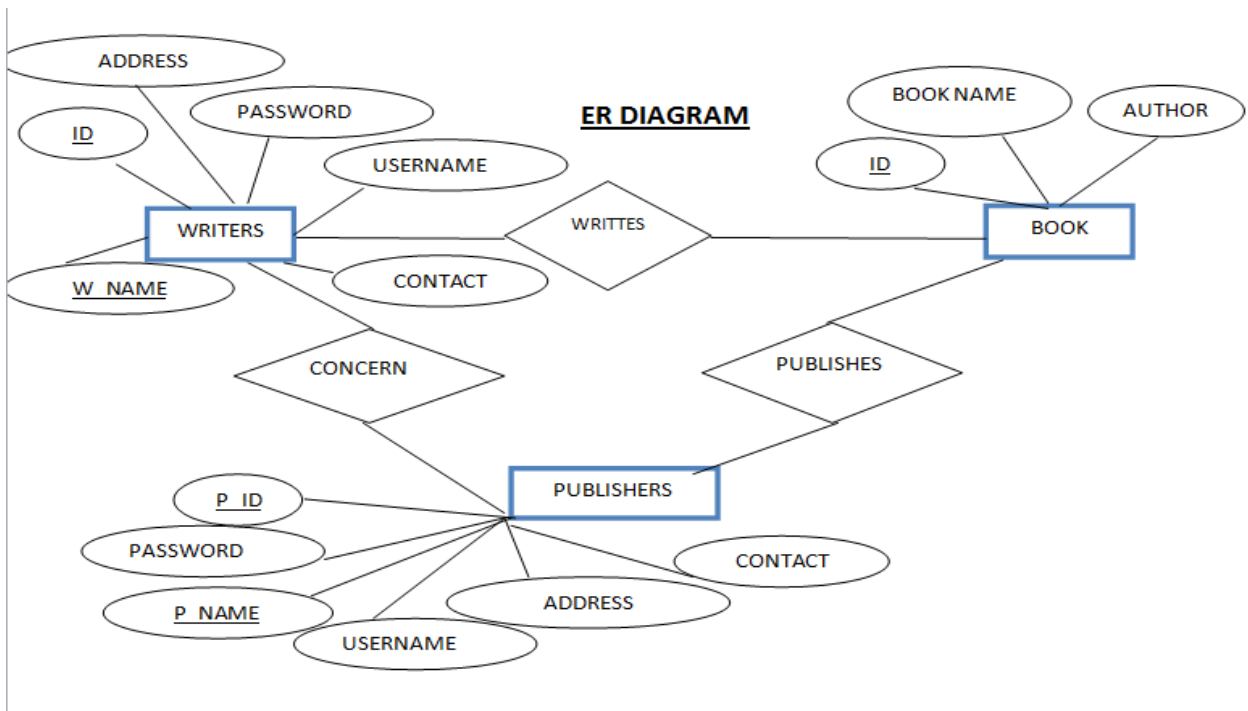 ADDRESS
BOOK NAME
PASSWORD
ER DIAGRAM
AUTHOR
ID
USERNAME
ID
WRITERS
WRITTES
BOOK
W_NAME
CONTACT
CONCERN
PUBLISHES
P_ID
PUBLISHERS
PASSWORD
CONTACT
P_NAME
ADDRESS
USERNAME